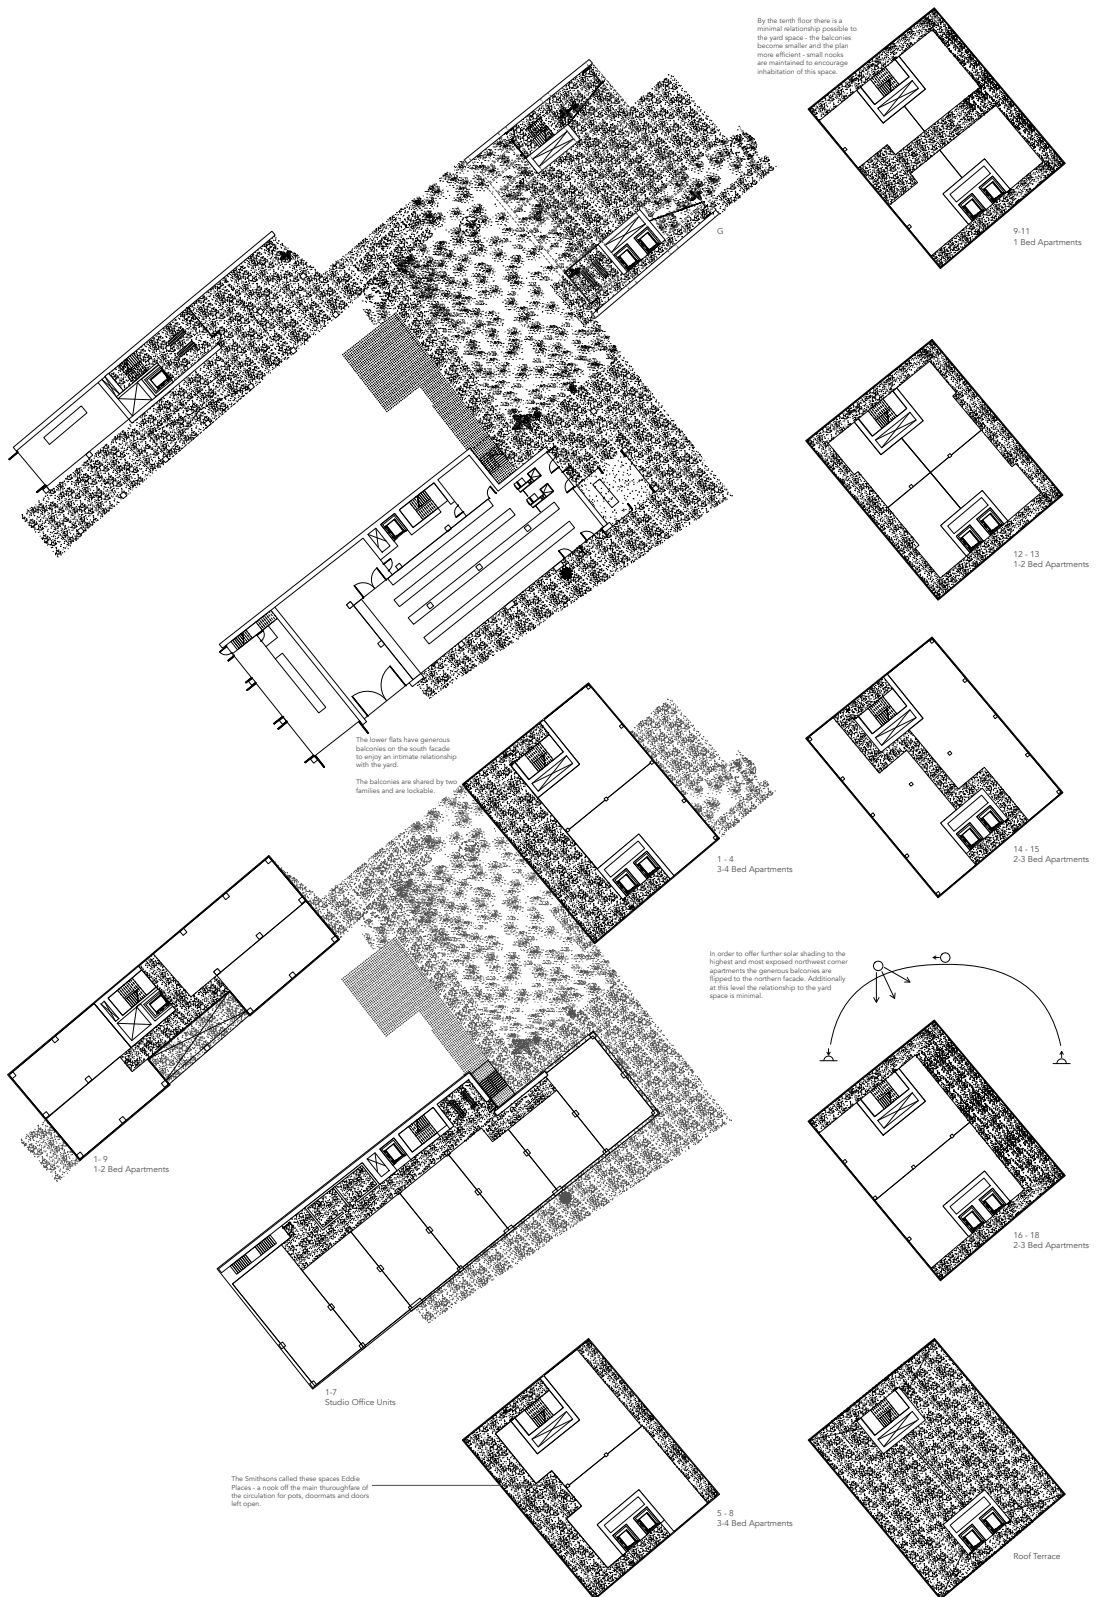 By the tenth floor there is a
minimal relationship possible to
the yard space - the balconies
become smaller and the plan
more efficient - small nooks
are maintained to encourage
inhabitation of this space.
G
9-11
1 Bed Apartments
12 - 13
1-2 Bed Apartments
The lower flats have generous
balconies on the south facade
to enjoy an intimate relationship
with the yard.
The balconies are shared by two
families and are lockable.
1 - 4
3-4 Bed Apartments
14 - 15
2-3 Bed Apartments
In order to offer further solar shading to the
highest and most exposed northwest corner
apartments the generous balconies are
flipped to the northern facade. Additionally
at this level the relationship to the yard
space is minimal.
1- 9
1-2 Bed Apartments
16 - 18
2-3 Bed Apartments
1-7
Studio Office Units
The Smithsons called these spaces Eddie
Places - a nook off the main thuroughfare of
the circulation for pots, doormats and doors
left open.
5 - 8
3-4 Bed Apartments
Roof Terrace